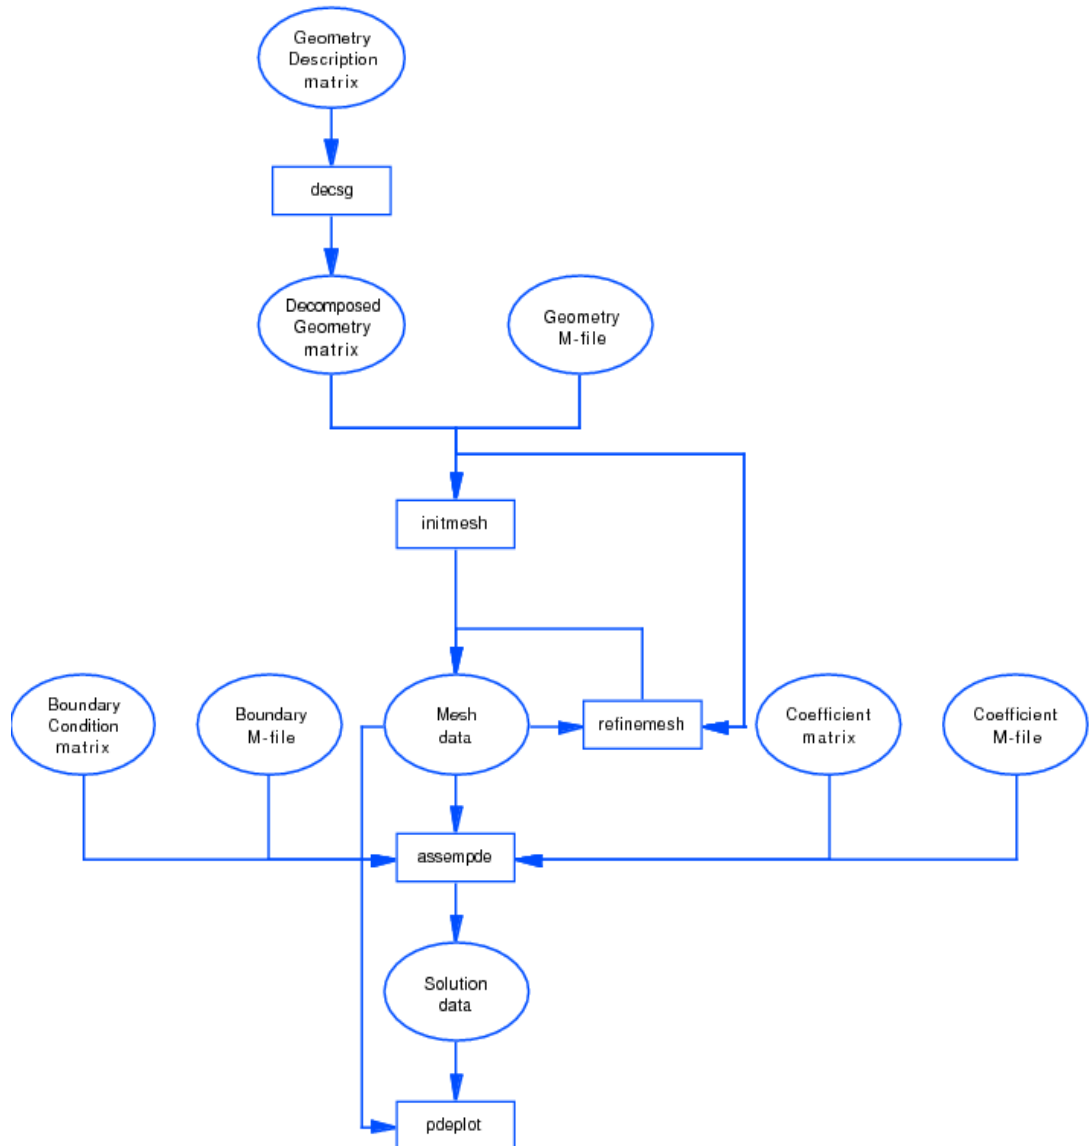 Geometry
Description
matrix
decsg
Decomposed
Geometry
matrix
Geometry
M-file
initmesh
Boundary
Condition
matrix
Boundary
M-file
Mesh
data
refinemesh
Coefficient
matrix
Coefficient
M-file
assempde
Solution
data
pdeplot